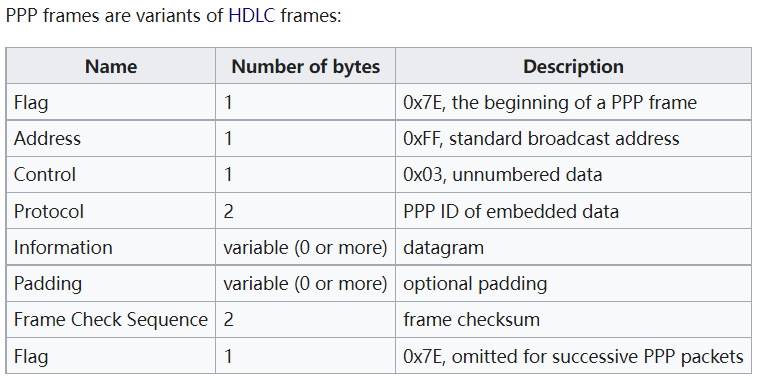 PPP frames are variants of HDLC frames:
Name Number of bytes Description
Flag 1 0x7E, the beginning of a PPP frame
Address 1 0xFF, standard broadcast address
Control 1 0x03, unnumbered data
Protocol 2 PPP ID of embedded data
Information variable (0 or more) datagram
Padding variable (0 or more) optional padding
Frame Check Sequence 2 frame checksum
Flag 1 0x7E, omitted for successive PPP packets